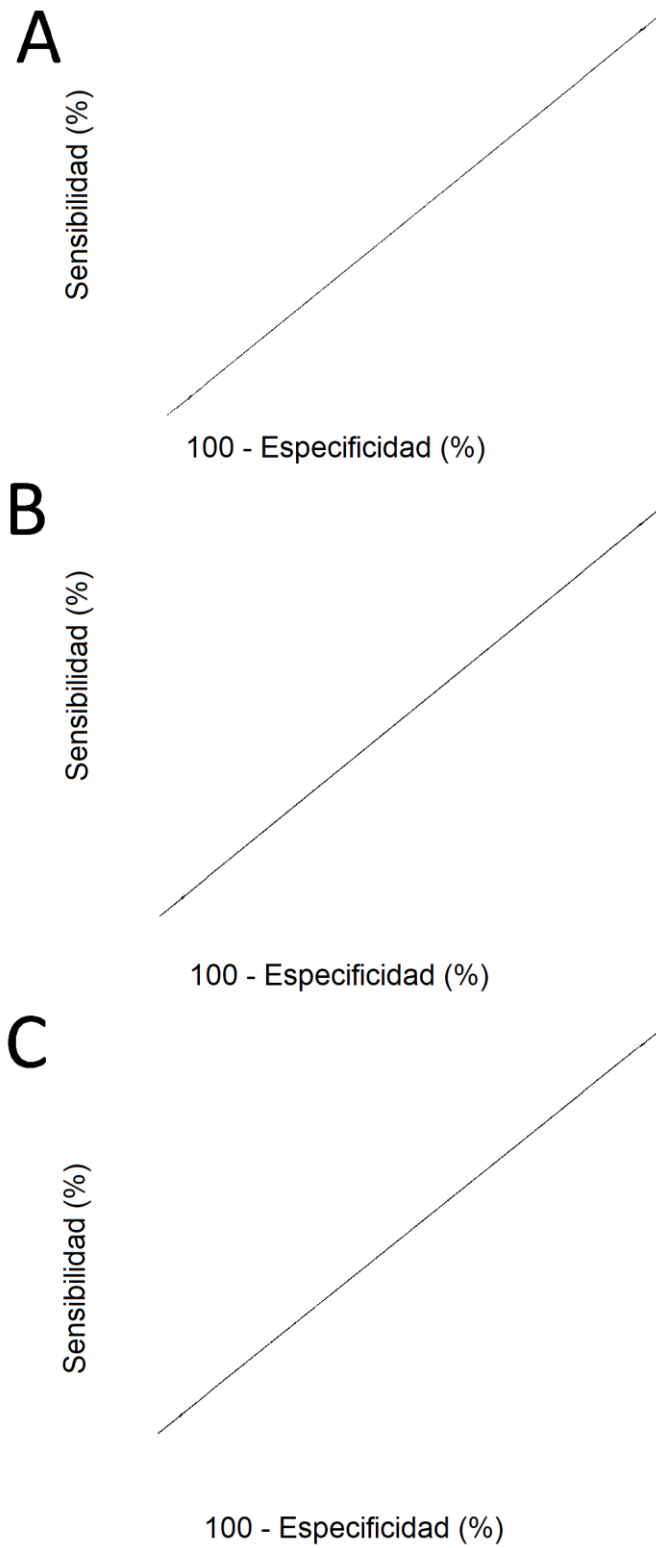 A
Sensibilidad (%)
100 - Especificidad (%)
B
Sensibilidad (%)
100 - Especificidad (%)
C
Sensibilidad (%)
100 - Especificidad (%)